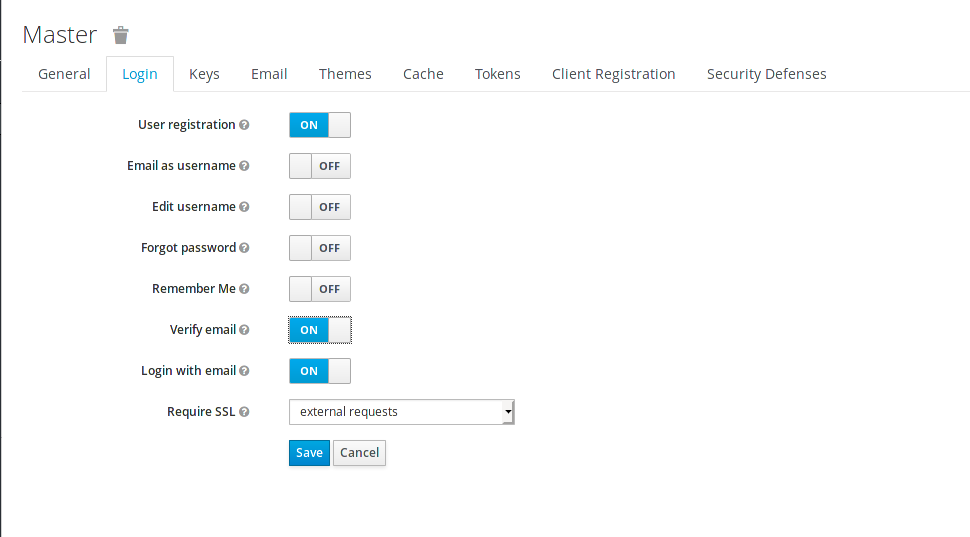 Master
General Login Keys Email Themes Cache Tokens Client Registration Security Defenses
User registration ON
Email as username OFF
Edit username OFF
Forgot password OFF
Remember Me OFF
Verify email ON
Login with email ON
Require SSL external requests
Save Cancel